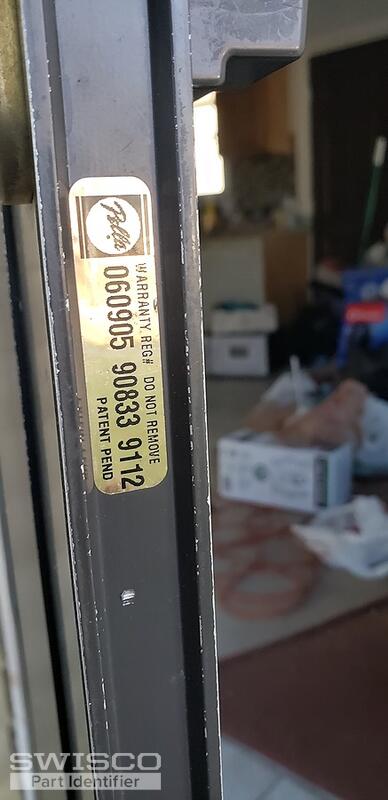 Pella
WARRANTY REG# DO NOT REMOVE
060905 90833 9112
PATENT PEND
SWISCO
Part Identifier